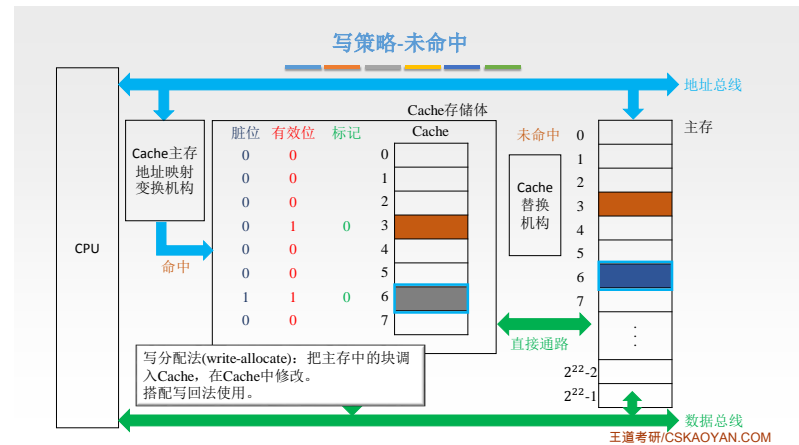 写策略-未命中
地址总线
Cache存储体
脏位 有效位 标记 Cache
未命中
主存
Cache主存
地址映射
变换机构
0 0 0
0 0 1
0 0 2
0 1 0 3
0 0 4
0 0 5
1 1 0 6
0 0 7
Cache
替换
机构
0
1
2
3
4
5
6
7
⋮
2²²-2
2²²-1
CPU
命中
直接通路
写分配法(write-allocate)：把主存中的块调
入Cache，在Cache中修改。
搭配写回法使用。
数据总线
王道考研/CSKAOYAN.COM